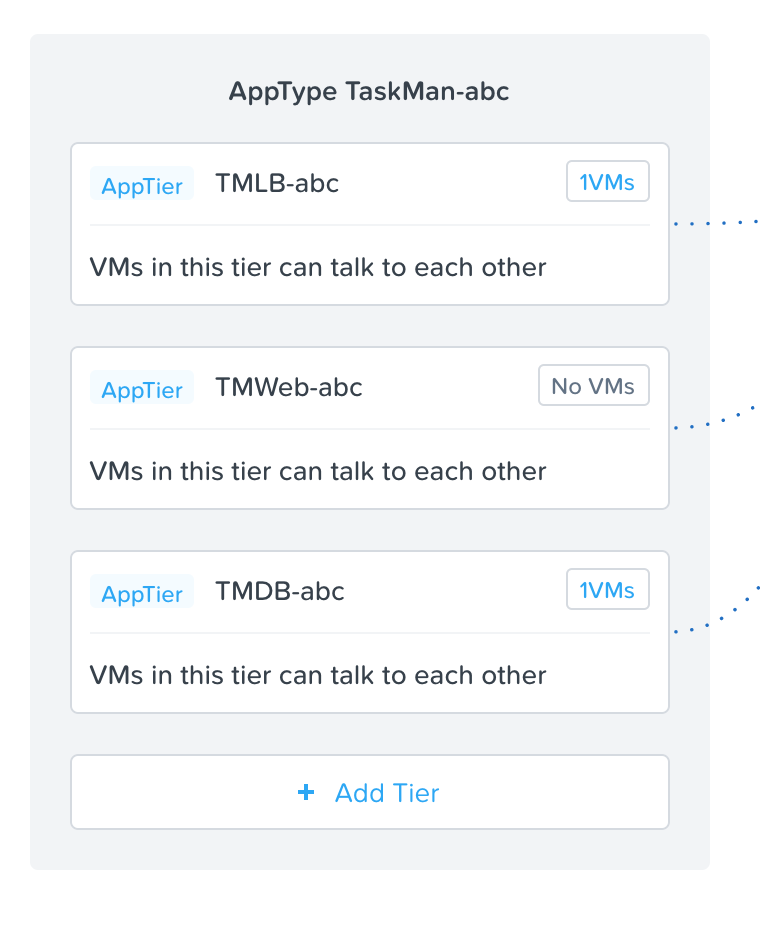 AppType TaskMan-abc
AppTier TMLB-abc 1VMs
VMs in this tier can talk to each other
AppTier TMWeb-abc No VMs
VMs in this tier can talk to each other
AppTier TMDB-abc 1VMs
VMs in this tier can talk to each other
+ Add Tier